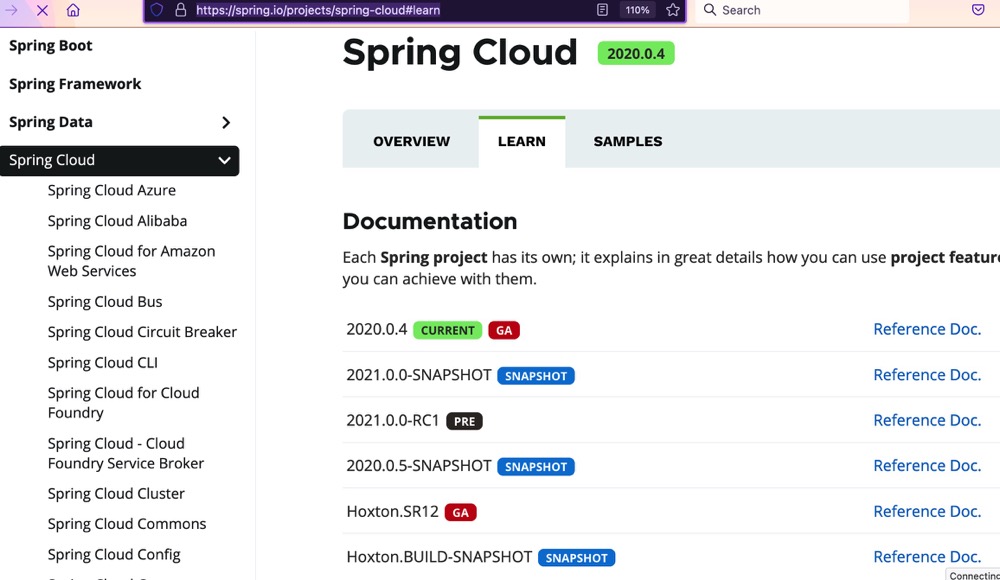 https://spring.io/projects/spring-cloud#learn
110%
Search
Spring Boot
Spring Framework
Spring Data
Spring Cloud
Spring Cloud Azure
Spring Cloud Alibaba
Spring Cloud for Amazon
Web Services
Spring Cloud Bus
Spring Cloud Circuit Breaker
Spring Cloud CLI
Spring Cloud for Cloud
Foundry
Spring Cloud - Cloud
Foundry Service Broker
Spring Cloud Cluster
Spring Cloud Commons
Spring Cloud Config
Spring Cloud 2020.0.4
OVERVIEW LEARN SAMPLES
Documentation
Each Spring project has its own; it explains in great details how you can use project feature
you can achieve with them.
2020.0.4 CURRENT GA Reference Doc.
2021.0.0-SNAPSHOT SNAPSHOT Reference Doc.
2021.0.0-RC1 PRE Reference Doc.
2020.0.5-SNAPSHOT SNAPSHOT Reference Doc.
Hoxton.SR12 GA Reference Doc.
Hoxton.BUILD-SNAPSHOT SNAPSHOT Reference Doc.
Connecting